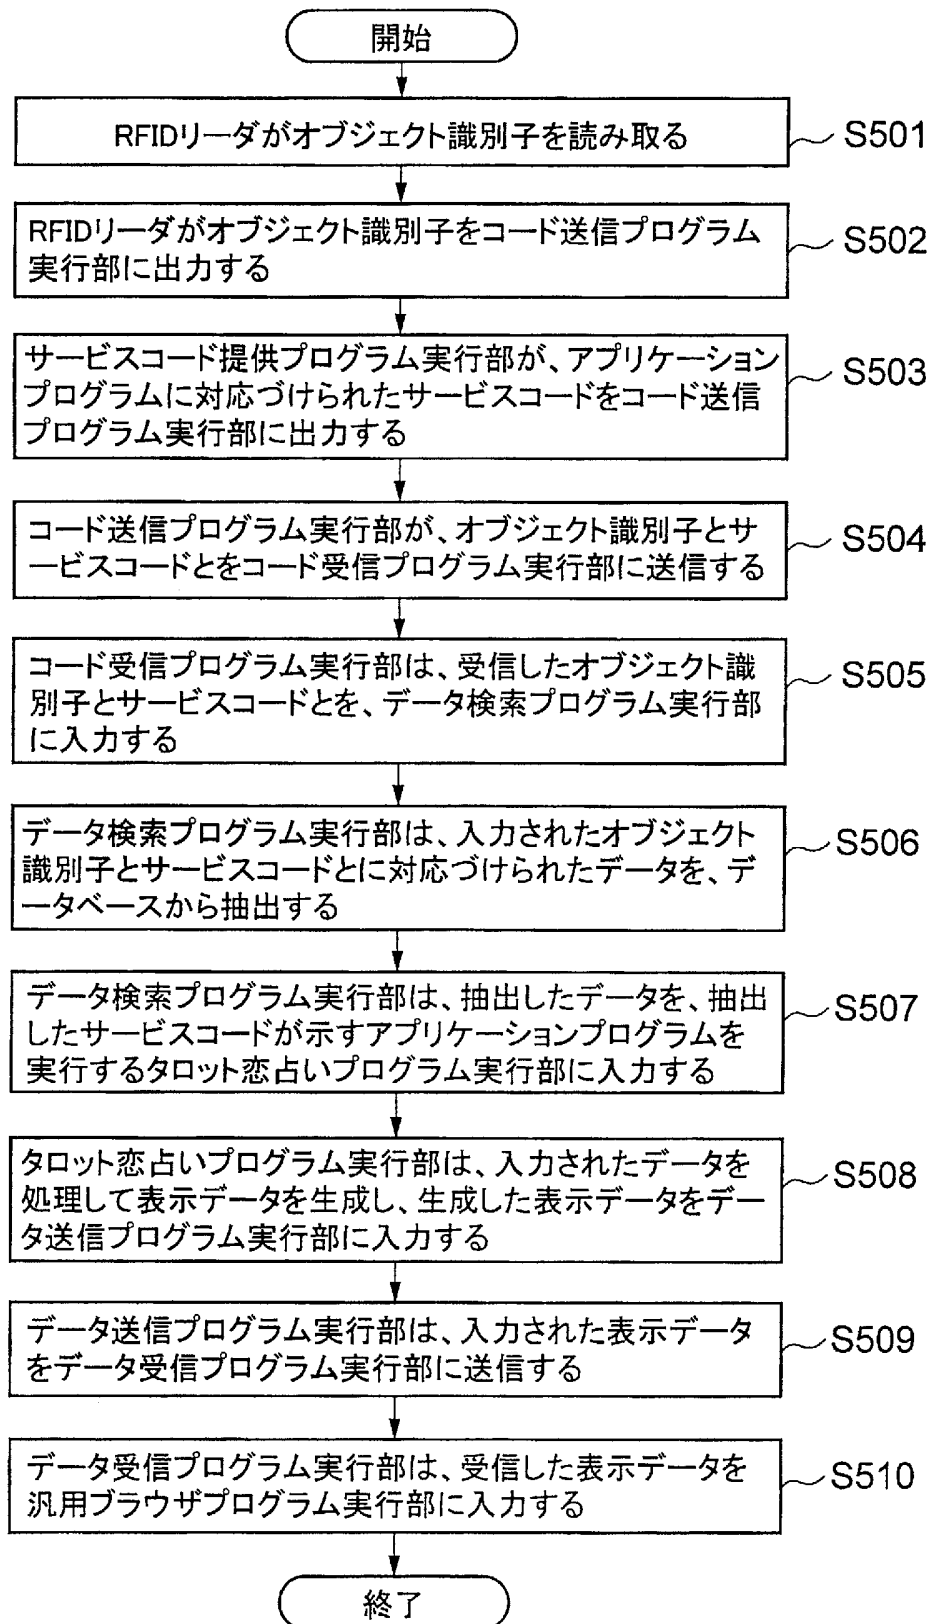 開始
RFIDリーダがオブジェクト識別子を読み取る
S501
RFIDリーダがオブジェクト識別子をコード送信プログラム
実行部に出力する
S502
サービスコード提供プログラム実行部が、アプリケーション
プログラムに対応づけられたサービスコードをコード送信
プログラム実行部に出力する
S503
コード送信プログラム実行部が、オブジェクト識別子とサ
ービスコードとをコード受信プログラム実行部に送信する
S504
コード受信プログラム実行部は、受信したオブジェクト識
別子とサービスコードとを、データ検索プログラム実行部
に入力する
S505
データ検索プログラム実行部は、入力されたオブジェクト
識別子とサービスコードとに対応づけられたデータを、デ
ータベースから抽出する
S506
データ検索プログラム実行部は、抽出したデータを、抽出
したサービスコードが示すアプリケーションプログラムを
実行するタロット恋占いプログラム実行部に入力する
S507
タロット恋占いプログラム実行部は、入力されたデータを
処理して表示データを生成し、生成した表示データをデー
タ送信プログラム実行部に入力する
S508
データ送信プログラム実行部は、入力された表示データ
をデータ受信プログラム実行部に送信する
S509
データ受信プログラム実行部は、受信した表示データを
汎用ブラウザプログラム実行部に入力する
S510
終了